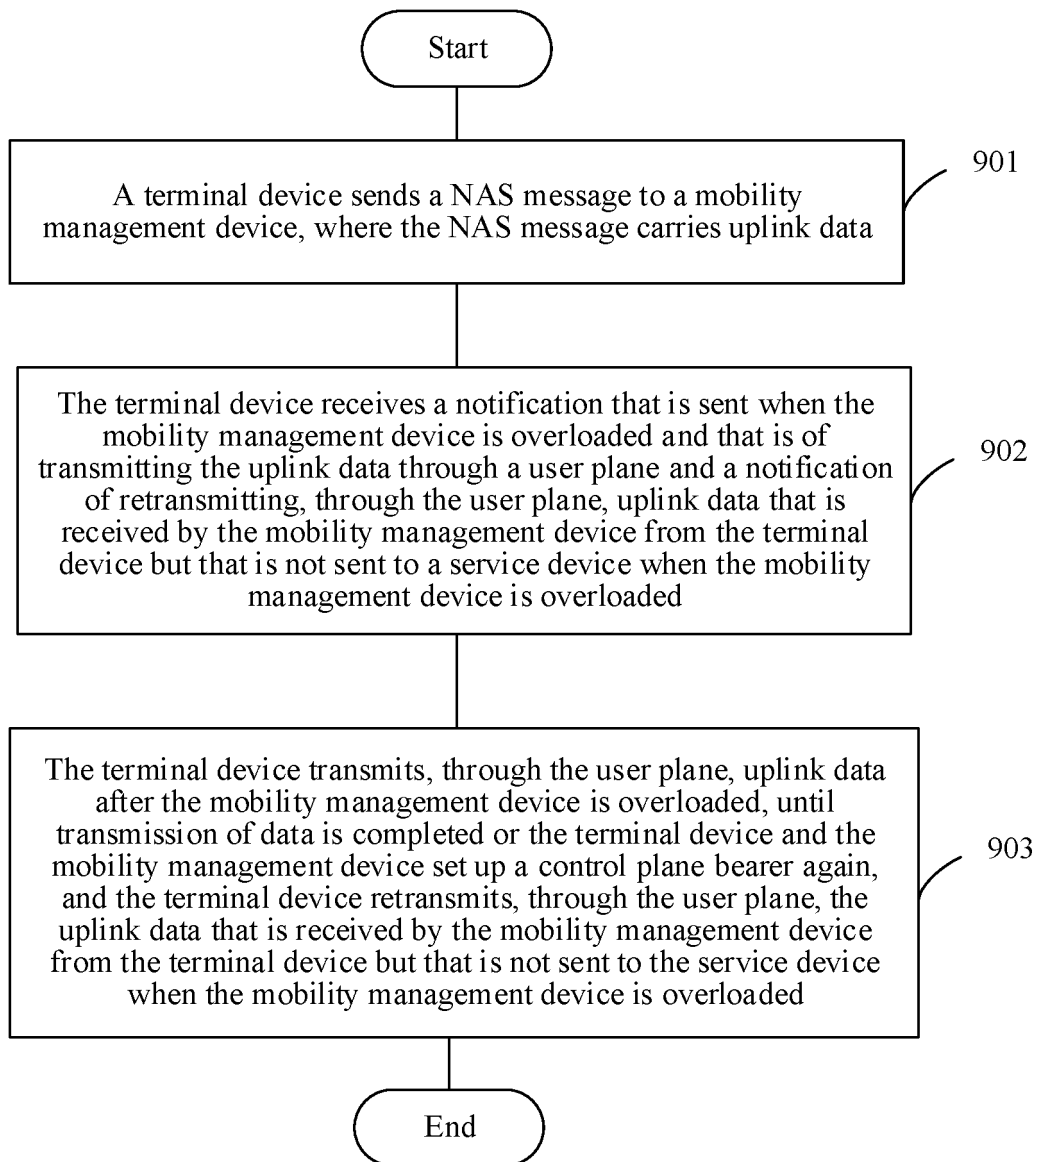 Start
A terminal device sends a NAS message to a mobility
management device, where the NAS message carries uplink data
901
The terminal device receives a notification that is sent when the
mobility management device is overloaded and that is of
transmitting the uplink data through a user plane and a notification
of retransmitting, through the user plane, uplink data that is
received by the mobility management device from the terminal
device but that is not sent to a service device when the mobility
management device is overloaded
902
The terminal device transmits, through the user plane, uplink data
after the mobility management device is overloaded, until
transmission of data is completed or the terminal device and the
mobility management device set up a control plane bearer again,
and the terminal device retransmits, through the user plane, the
uplink data that is received by the mobility management device
from the terminal device but that is not sent to the service device
when the mobility management device is overloaded
903
End